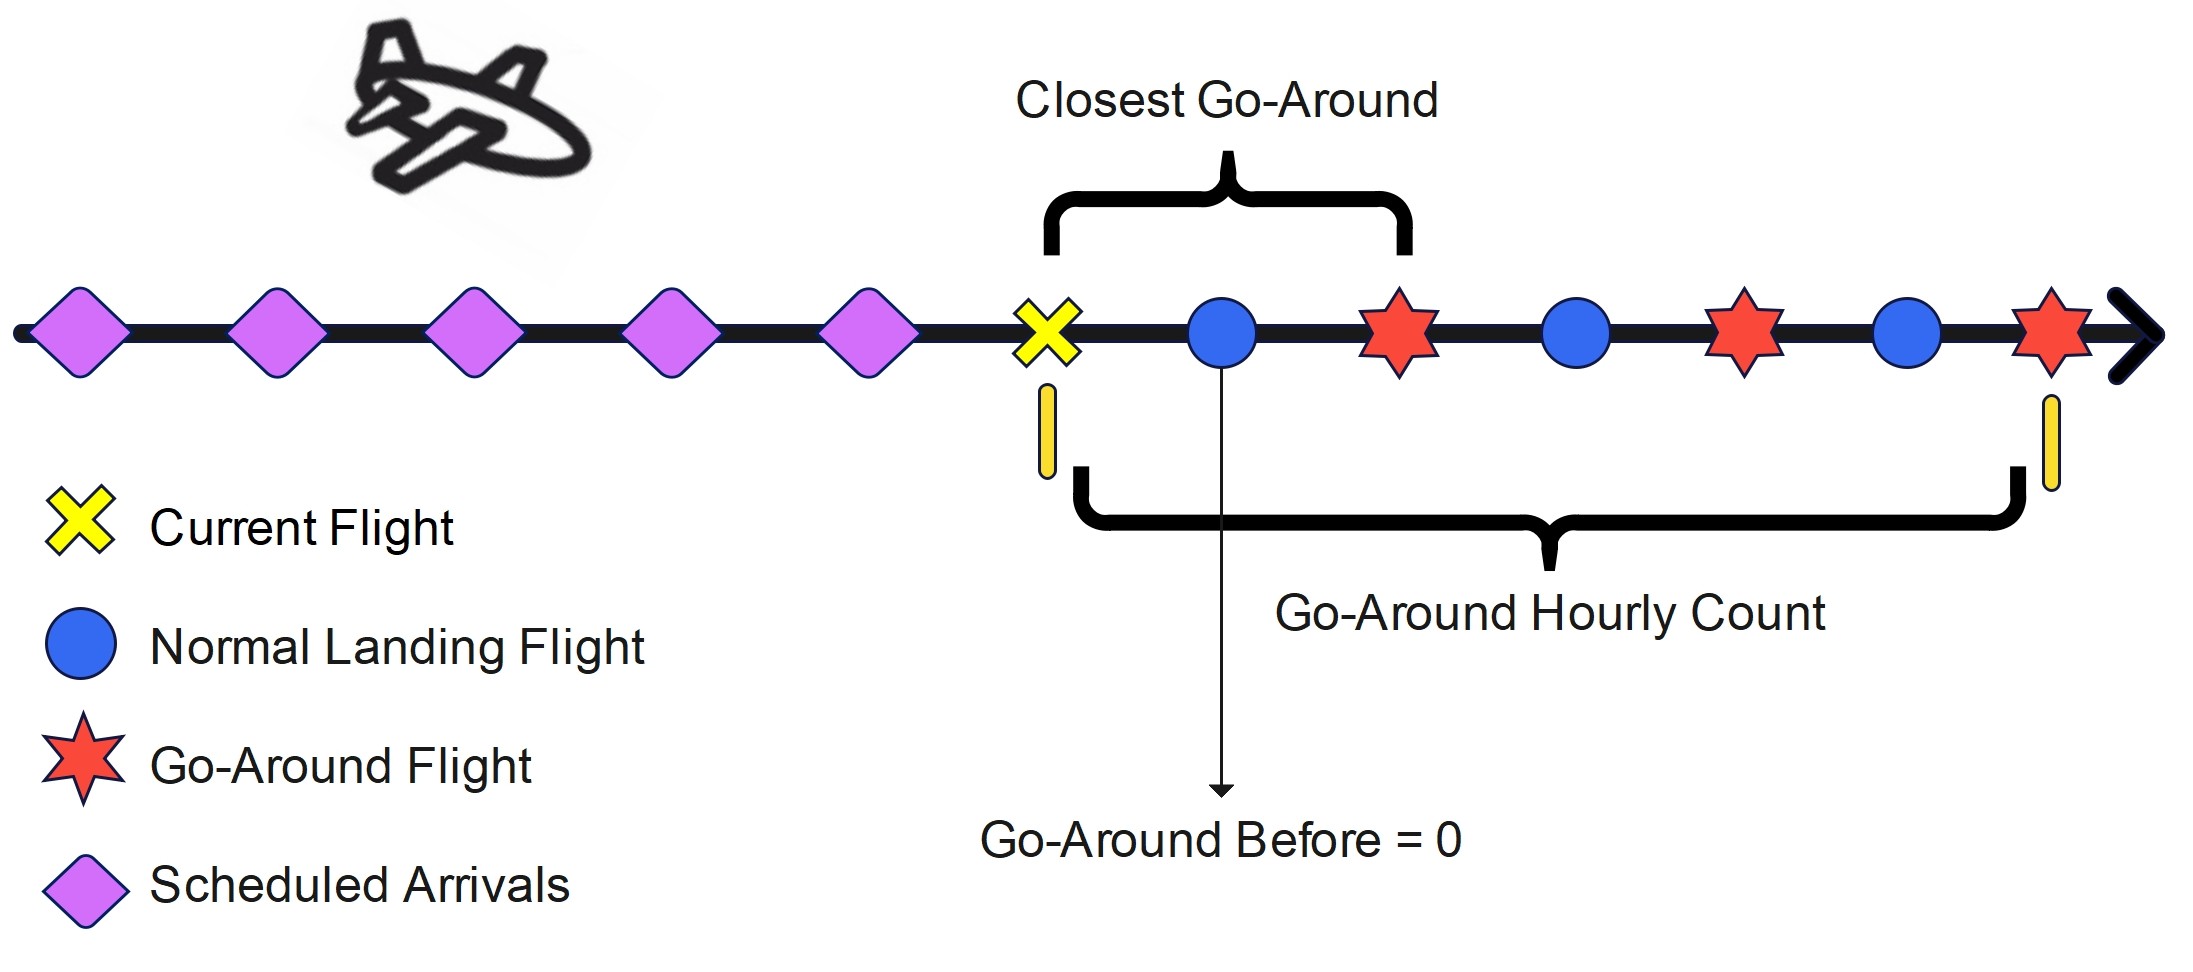 Closest Go-Around
Current Flight
Normal Landing Flight
Go-Around Flight
Scheduled Arrivals
Go-Around Hourly Count
Go-Around Before = 0